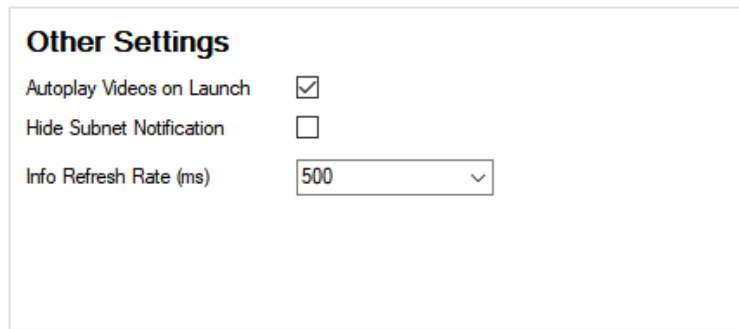 Other Settings
Autoplay Videos on Launch
Hide Subnet Notification
Info Refresh Rate (ms) 500